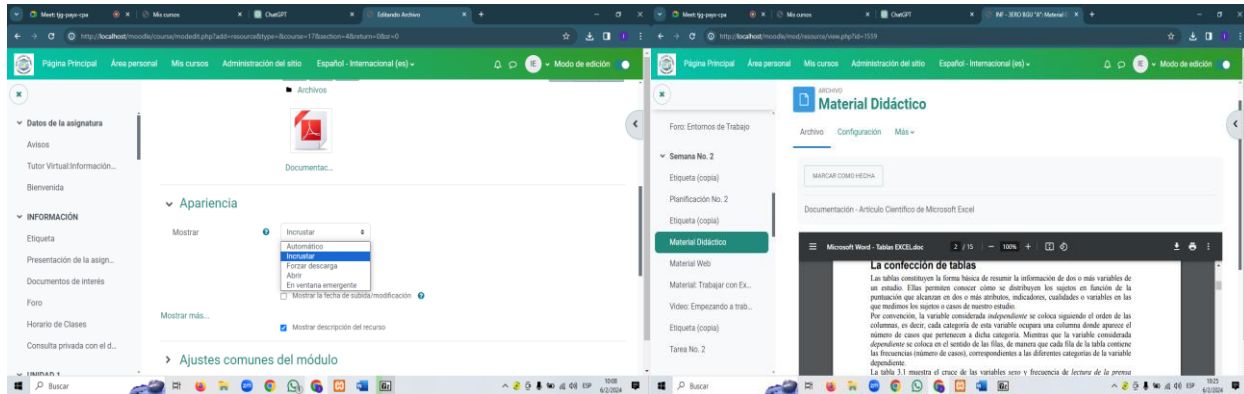 Meet: tjg-payx-cpa
Mis cursos
ChatGPT
Editando Archivo
http://localhost/moodle/course/modedit.php?add=resource&type=&course=17&section=4&return=0&sr=0
Página Principal Área personal Mis cursos Administración del sitio Español - Internacional (es)
IE
Modo de edición
Datos de la asignatura
Avisos
Tutor Virtual:Información...
Bienvenida
INFORMACIÓN
Etiqueta
Presentación de la asign...
Documentos de interés
Foro
Horario de Clases
Consulta privada con el d...
UNIDAD 1
Archivos
Documentac...
Apariencia
Mostrar
Incrustar
Automático
Incrustar
Forzar descarga
Abrir
En ventana emergente
Mostrar la fecha de subida/modificación
Mostrar más...
Mostrar descripción del recurso
Ajustes comunes del módulo
Buscar
ESP
10:08
6/2/2024
Meet: tjg-payx-cpa
Mis cursos
ChatGPT
INF - 3ERO BGU "B": Material D
http://localhost/moodle/mod/resource/view.php?id=1559
Página Principal Área personal Mis cursos Administración del sitio Español - Internacional (es)
IE
Modo de edición
Foro: Entornos de Trabajo
Semana No. 2
Etiqueta (copia)
Planificación No. 2
Etiqueta (copia)
Material Didáctico
Material Web
Material: Trabajar con Ex...
Video: Empezando a trab...
Etiqueta (copia)
Tarea No. 2
ARCHIVO
Material Didáctico
Archivo Configuración Más
MARCAR COMO HECHA
Documentación - Articulo Científico de Microsoft Excel
Microsoft Word - Tablas EXCEL.doc 2 / 15 − 100% +
La confección de tablas
Las tablas constituyen la forma básica de resumir la información de dos o más variables de
un estudio. Ellas permiten conocer cómo se distribuyen los sujetos en función de la
puntuación que alcanzan en dos o más atributos, indicadores, cualidades o variables en las
que medimos los sujetos o casos de nuestro estudio.
Por convención, la variable considerada independiente se coloca siguiendo el orden de las
columnas, es decir, cada categoría de esta variable ocupara una columna donde aparece el
número de casos que pertenecen a dicha categoría. Mientras que la variable considerada
dependiente se coloca en el sentido de las filas, de manera que cada fila de la tabla contiene
las frecuencias (número de casos), correspondientes a las diferentes categorías de la variable
dependiente.
La tabla 3.1 muestra el cruce de las variables sexo y frecuencia de lectura de la prensa
Buscar
ESP
10:25
6/2/2024